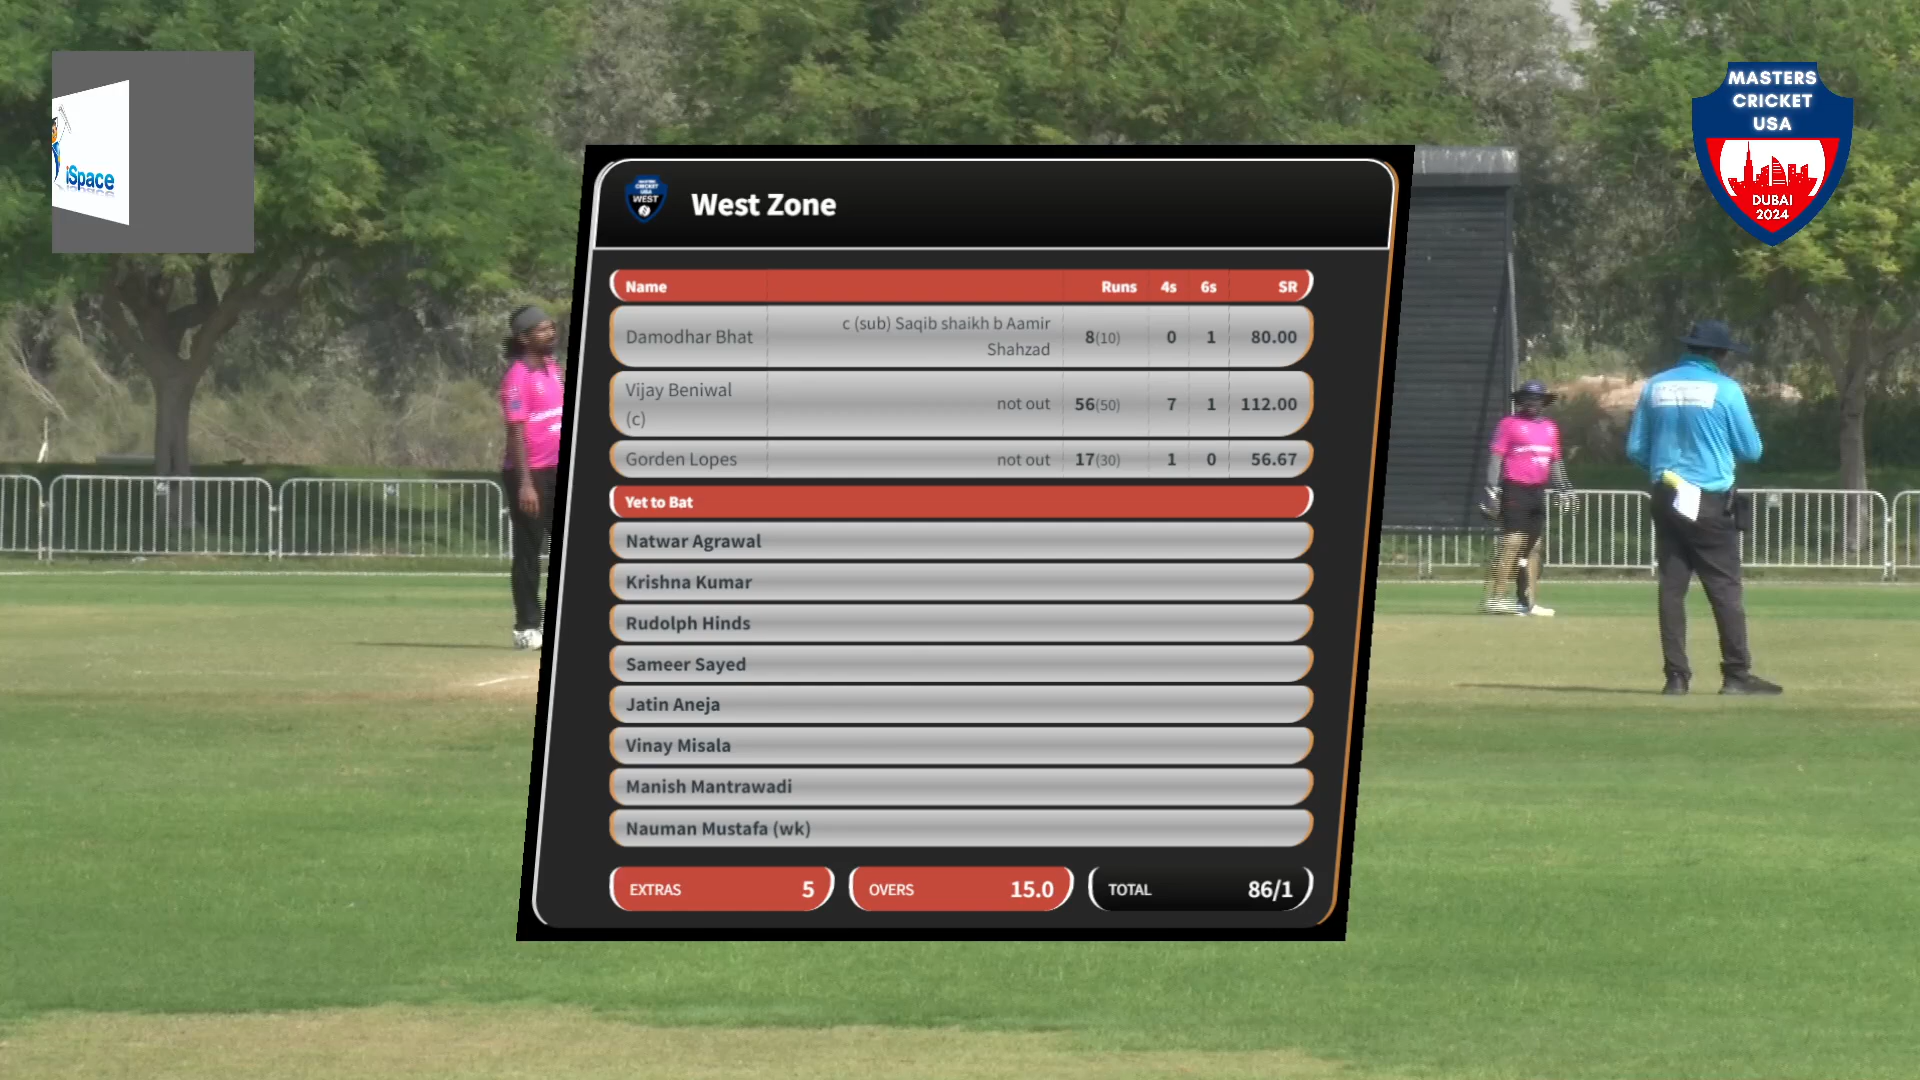 iSpace
MASTERS
CRICKET
USA
DUBAI
2024
MASTERS
CRICKET
USA
WEST
West Zone
Name Runs 4s 6s SR
Damodhar Bhat c (sub) Saqib shaikh b Aamir Shahzad 8(10) 0 1 80.00
Vijay Beniwal (c) not out 56(50) 7 1 112.00
Gorden Lopes not out 17(30) 1 0 56.67
Yet to Bat
Natwar Agrawal
Krishna Kumar
Rudolph Hinds
Sameer Sayed
Jatin Aneja
Vinay Misala
Manish Mantrawadi
Nauman Mustafa (wk)
EXTRAS 5 OVERS 15.0 TOTAL 86/1